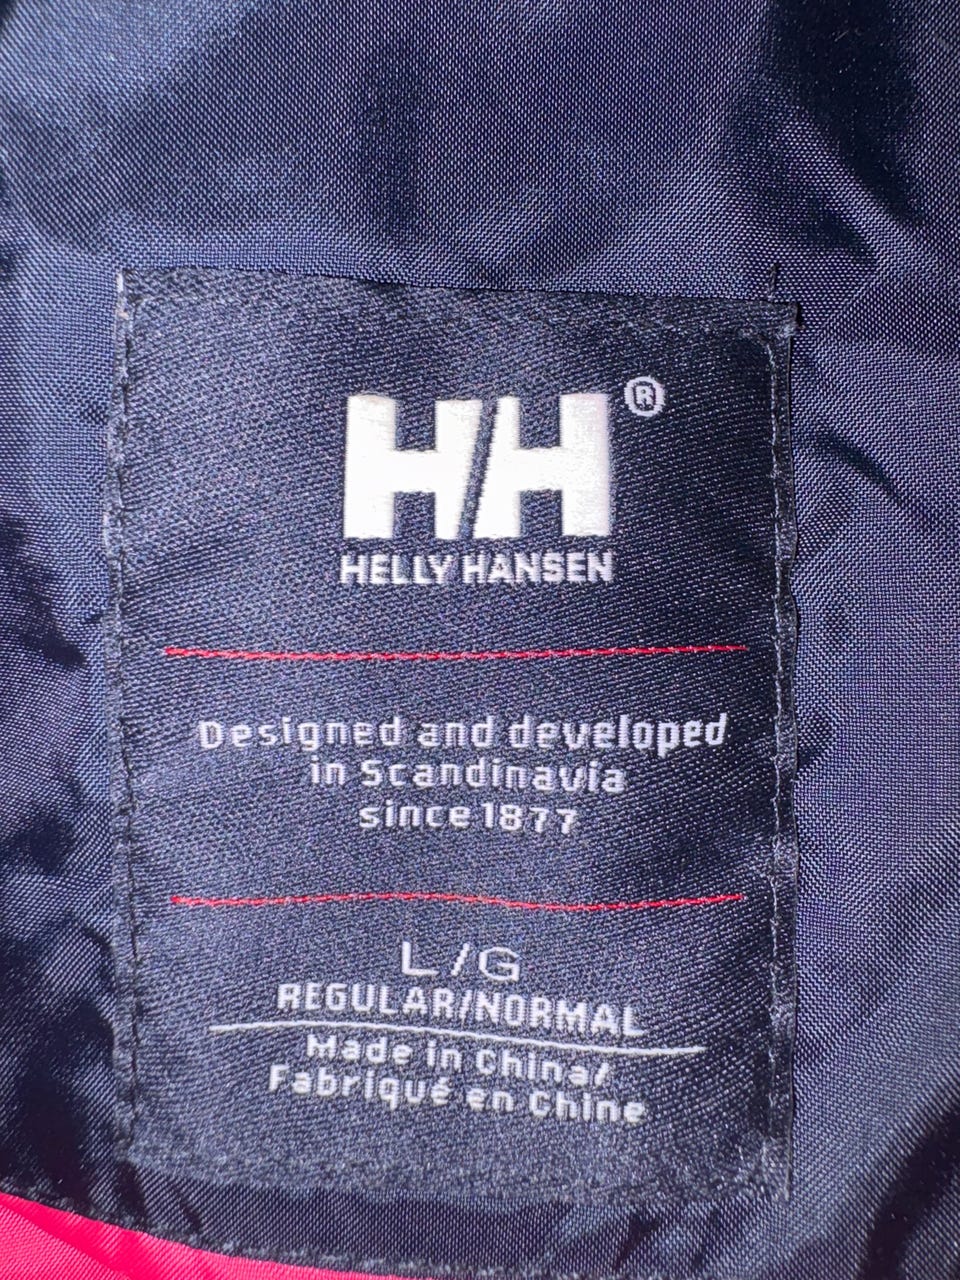 HH®
HELLY HANSEN
Designed and developed
in Scandinavia
since 1877
L/G
REGULAR/NORMAL
Made in China/
Fabriqué en Chine